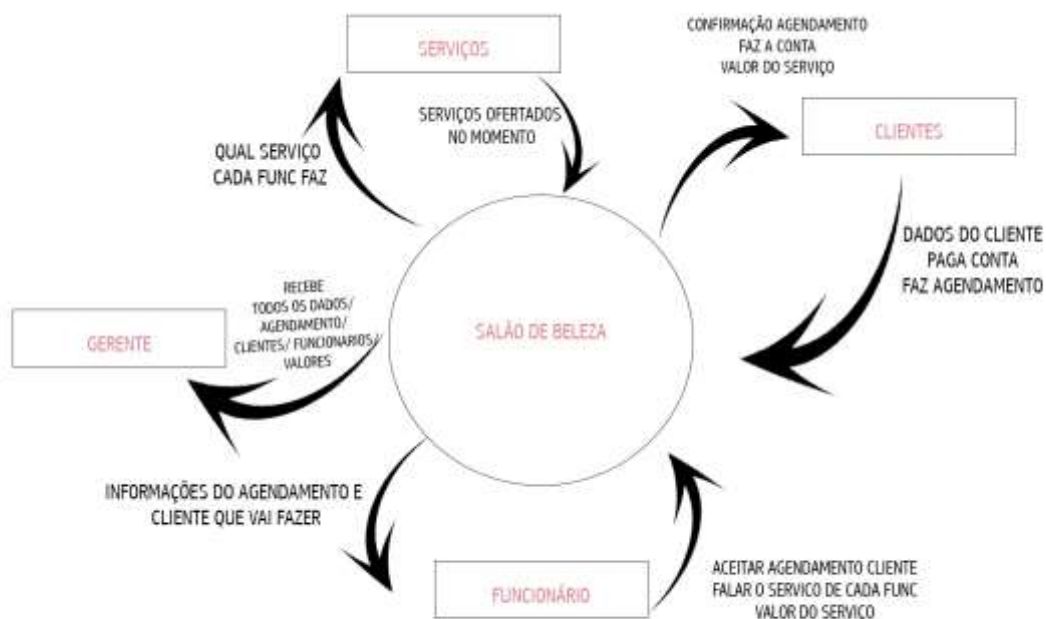 SERVIÇOS
CONFIRMAÇÃO AGENDAMENTO
FAZ A CONTA
VALOR DO SERVIÇO
SERVIÇOS OFERTADOS
NO MOMENTO
CLIENTES
QUAL SERVIÇO
CADA FUNC FAZ
DADOS DO CLIENTE
PAGA CONTA
FAZ AGENDAMENTO
RECEBE
TODOS OS DADOS/
AGENDAMENTO/
CLIENTES/ FUNCIONARIOS/
VALORES
GERENTE
SALÃO DE BELEZA
INFORMAÇÕES DO AGENDAMENTO E
CLIENTE QUE VAI FAZER
FUNCIONÁRIO
ACEITAR AGENDAMENTO CLIENTE
FALAR O SERVICO DE CADA FUNC
VALOR DO SERVIÇO